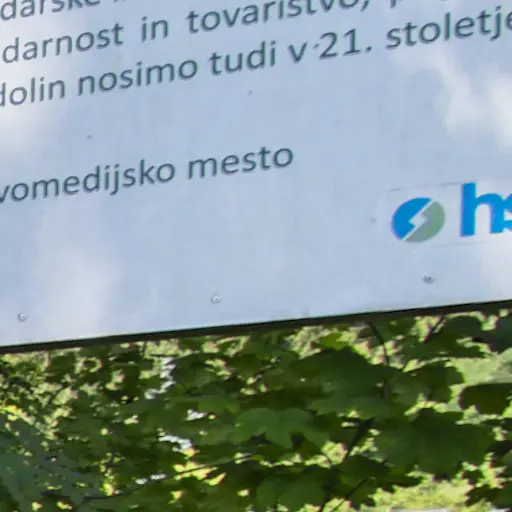 darnost in tovarištvo,
dolin nosimo tudi v 21. stoletje
vomedijsko mesto
hs